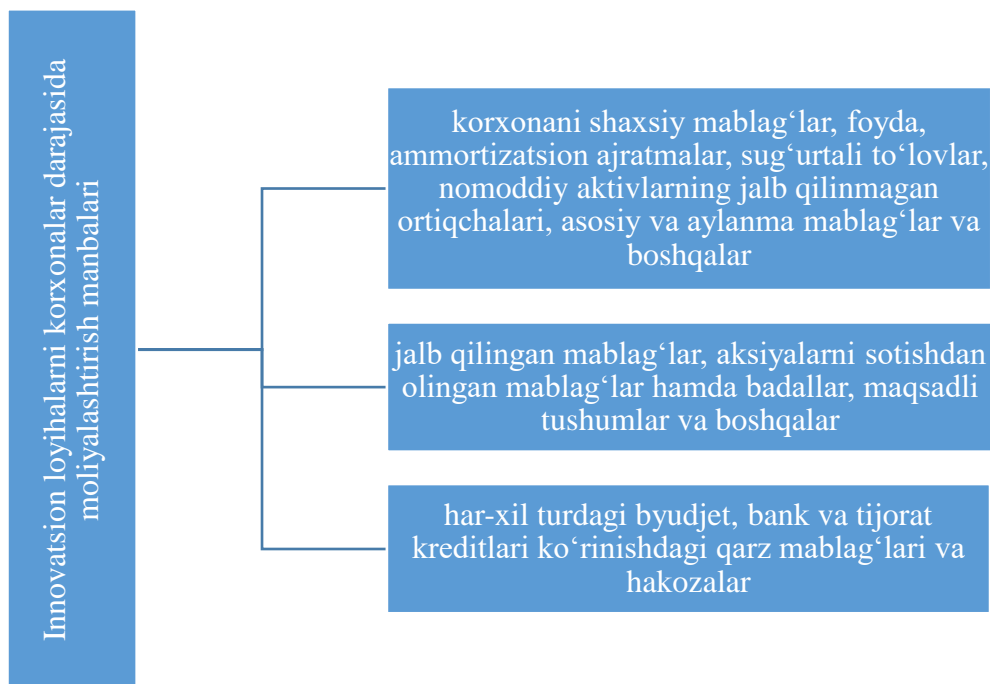 Innovatsion loyihalarni korxonalar darajasida
moliyalashtirish manbalari
korxonani shaxsiy mablag‘lar, foyda,
ammortizatsion ajratmalar, sug‘urtali to‘lovlar,
nomoddiy aktivlarning jalb qilinmagan
ortiqchalari, asosiy va aylanma mablag‘lar va
boshqalar
jalb qilingan mablag‘lar, aksiyalarni sotishdan
olingan mablag‘lar hamda badallar, maqsadli
tushumlar va boshqalar
har-xil turdagi byudjet, bank va tijorat
kreditlari ko‘rinishdagi qarz mablag‘lari va
hakozalar